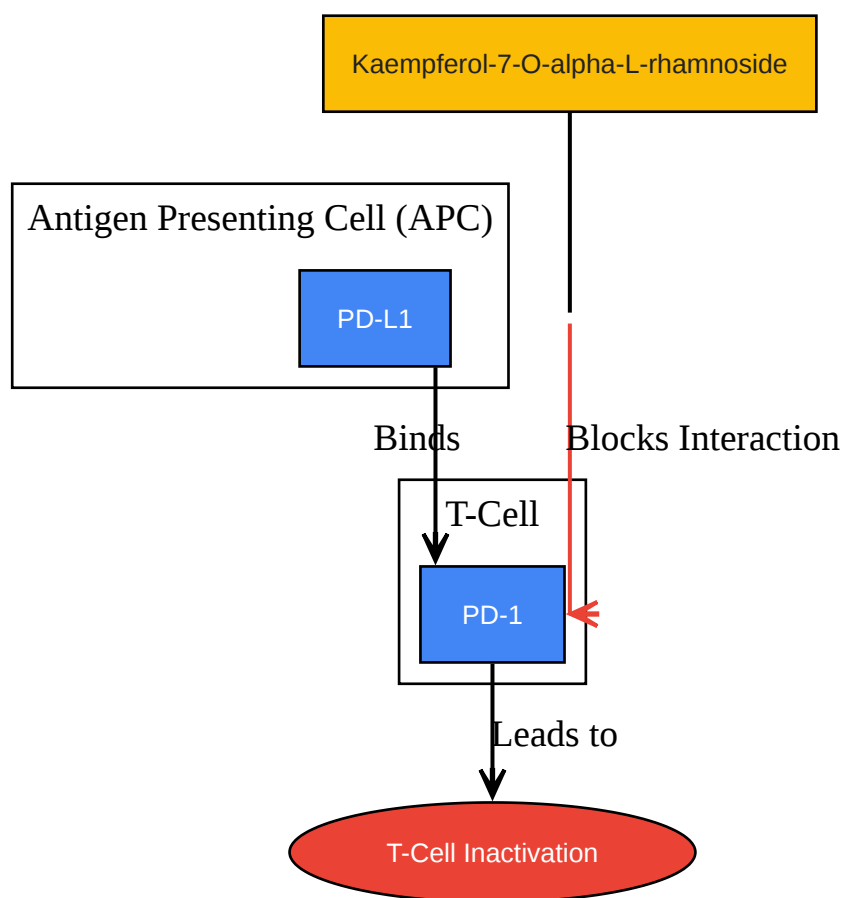 Kaempferol-7-O-alpha-L-rhamnoside
Antigen Presenting Cell (APC)
PD-L1
Binds
Blocks Interaction
T-Cell
PD-1
Leads to
T-Cell Inactivation